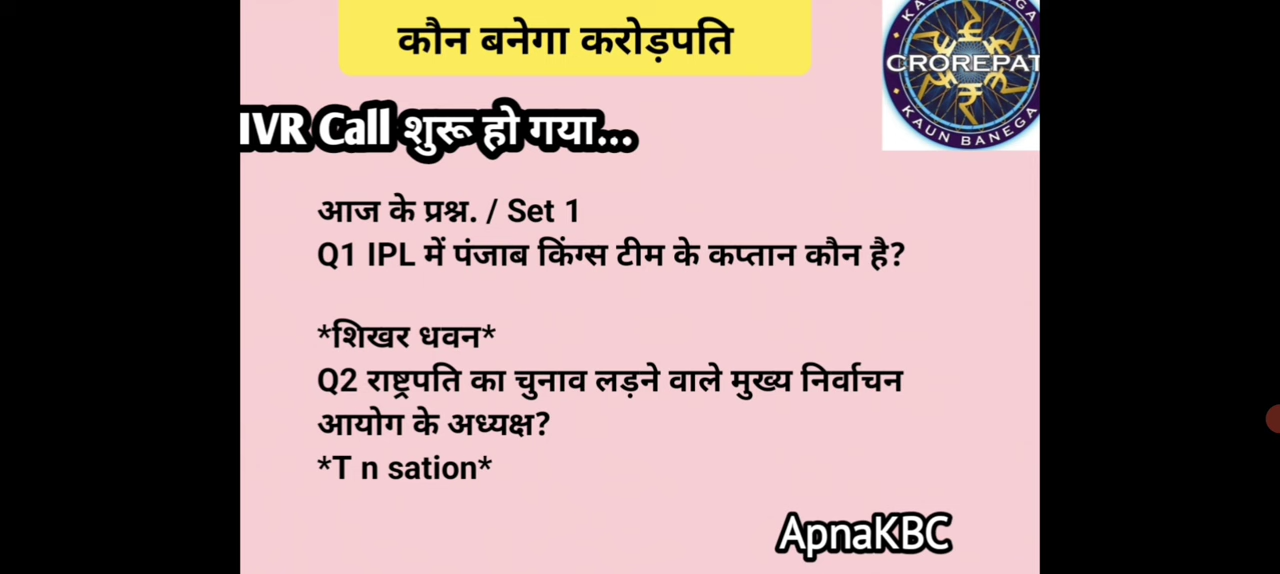 कौन बनेगा करोड़पति
CROREPAT
KAUN BANEGA
IVR Call शुरू हो गया...
आज के प्रश्न. / Set 1
Q1 IPL में पंजाब किंग्स टीम के कप्तान कौन है?
*शिखर धवन*
Q2 राष्ट्रपति का चुनाव लड़ने वाले मुख्य निर्वाचन
आयोग के अध्यक्ष?
*T n sation*
ApnaKBC